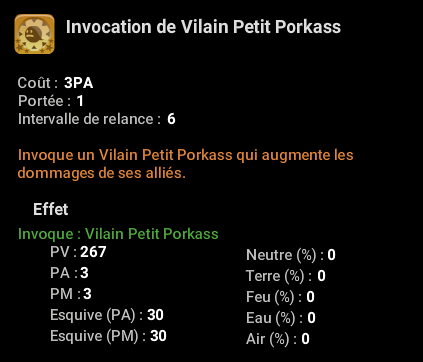 Invocation de Vilain Petit Porkass
Coût : 3PA
Portée : 1
Intervalle de relance : 6
Invoque un Vilain Petit Porkass qui augmente les
dommages de ses alliés.
Effet
Invoque : Vilain Petit Porkass
PV : 267
PA : 3
PM : 3
Esquive (PA) : 30
Esquive (PM) : 30
Neutre (%) : 0
Terre (%) : 0
Feu (%) : 0
Eau (%) : 0
Air (%) : 0